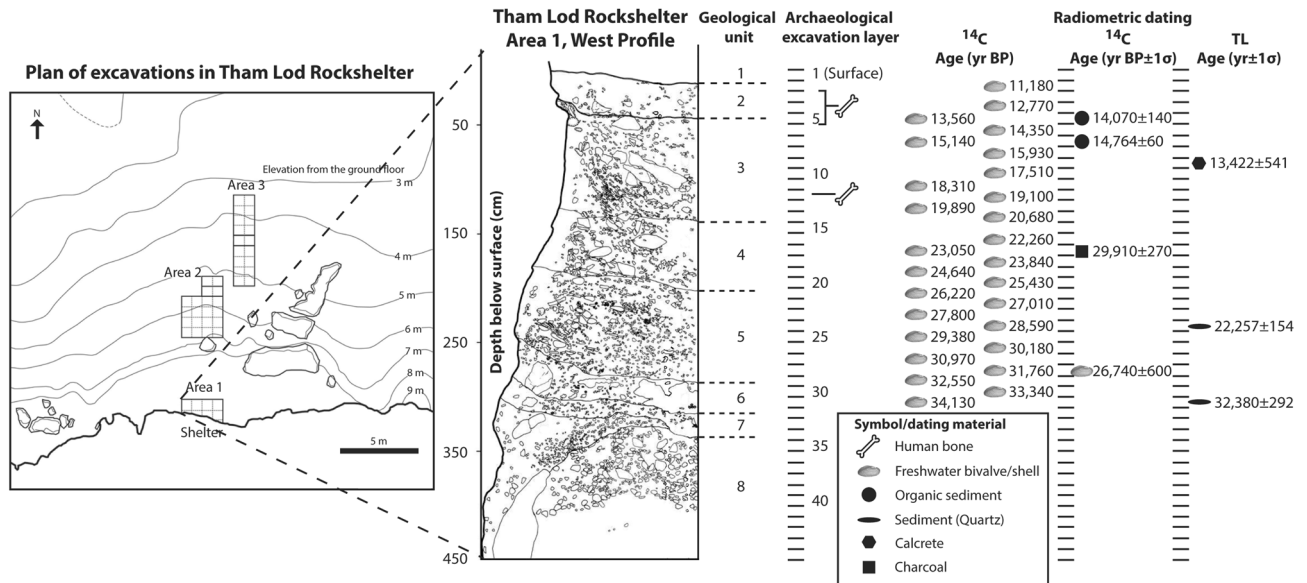 Plan of excavations in Tham Lod Rockshelter
N
Elevation from the ground floor
Area 3
3 m
4 m
Area 2
5 m
6 m
7 m
8 m
Area 1
9 m
Shelter
5 m
Tham Lod Rockshelter
Area 1, West Profile
Depth below surface (cm)
50
150
250
350
450
Geological
unit
1
2
3
4
5
6
7
8
Archaeological
excavation layer
1 (Surface)
5
10
15
20
25
30
35
40
Radiometric dating
14C
Age (yr BP)
11,180
12,770
13,560
14,350
15,140
15,930
17,510
18,310
19,100
19,890
20,680
22,260
23,050
23,840
24,640
25,430
26,220
27,010
27,800
28,590
29,380
30,180
30,970
31,760
32,550
33,340
34,130
14C
Age (yr BP±1σ)
14,070±140
14,764±60
29,910±270
26,740±600
TL
Age (yr±1σ)
13,422±541
22,257±154
32,380±292
Symbol/dating material
Human bone
Freshwater bivalve/shell
Organic sediment
Sediment (Quartz)
Calcrete
Charcoal